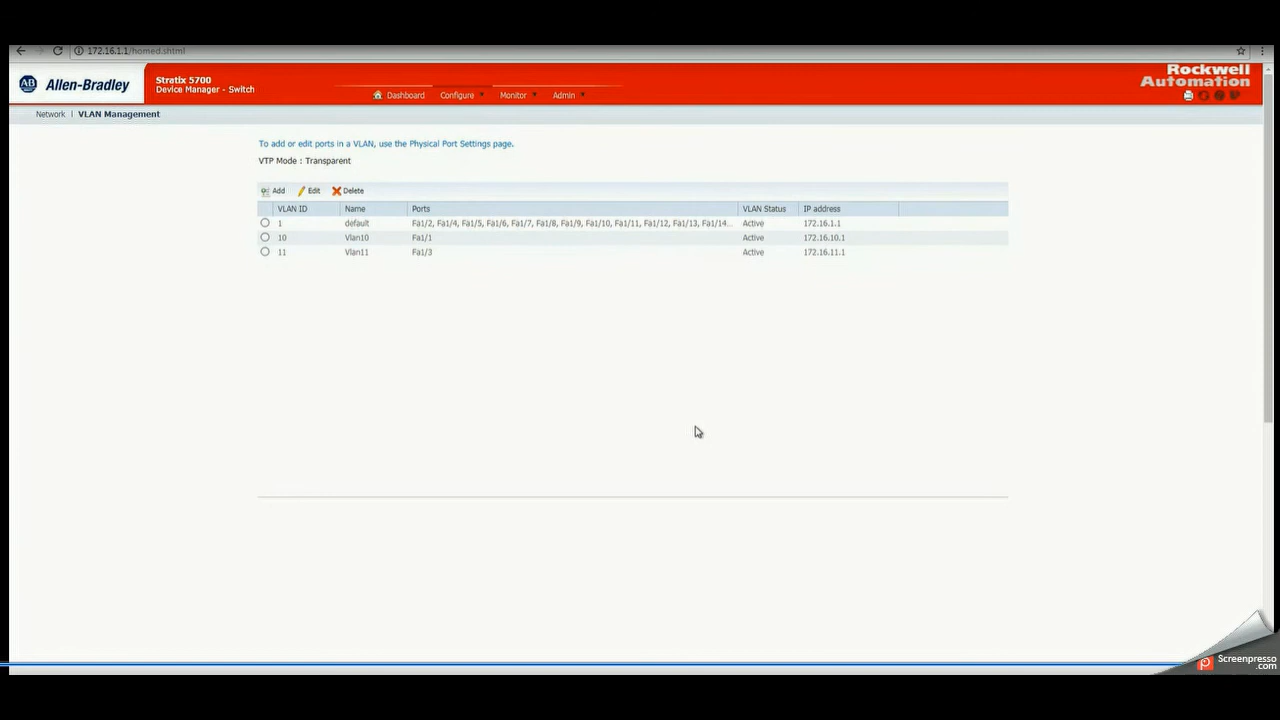 172.16.1.1/homed.shtml
Allen-Bradley
AB
Stratix 5700
Device Manager - Switch
Dashboard Configure Monitor Admin
Rockwell
Automation
Network | VLAN Management
To add or edit ports in a VLAN, use the Physical Port Settings page.
VTP Mode : Transparent
Add Edit Delete
VLAN ID Name Ports VLAN Status IP address
1 default Fa1/2, Fa1/4, Fa1/5, Fa1/6, Fa1/7, Fa1/8, Fa1/9, Fa1/10, Fa1/11, Fa1/12, Fa1/13, Fa1/14... Active 172.16.1.1
10 Vlan10 Fa1/1 Active 172.16.10.1
11 Vlan11 Fa1/3 Active 172.16.11.1
Screenpresso
.com